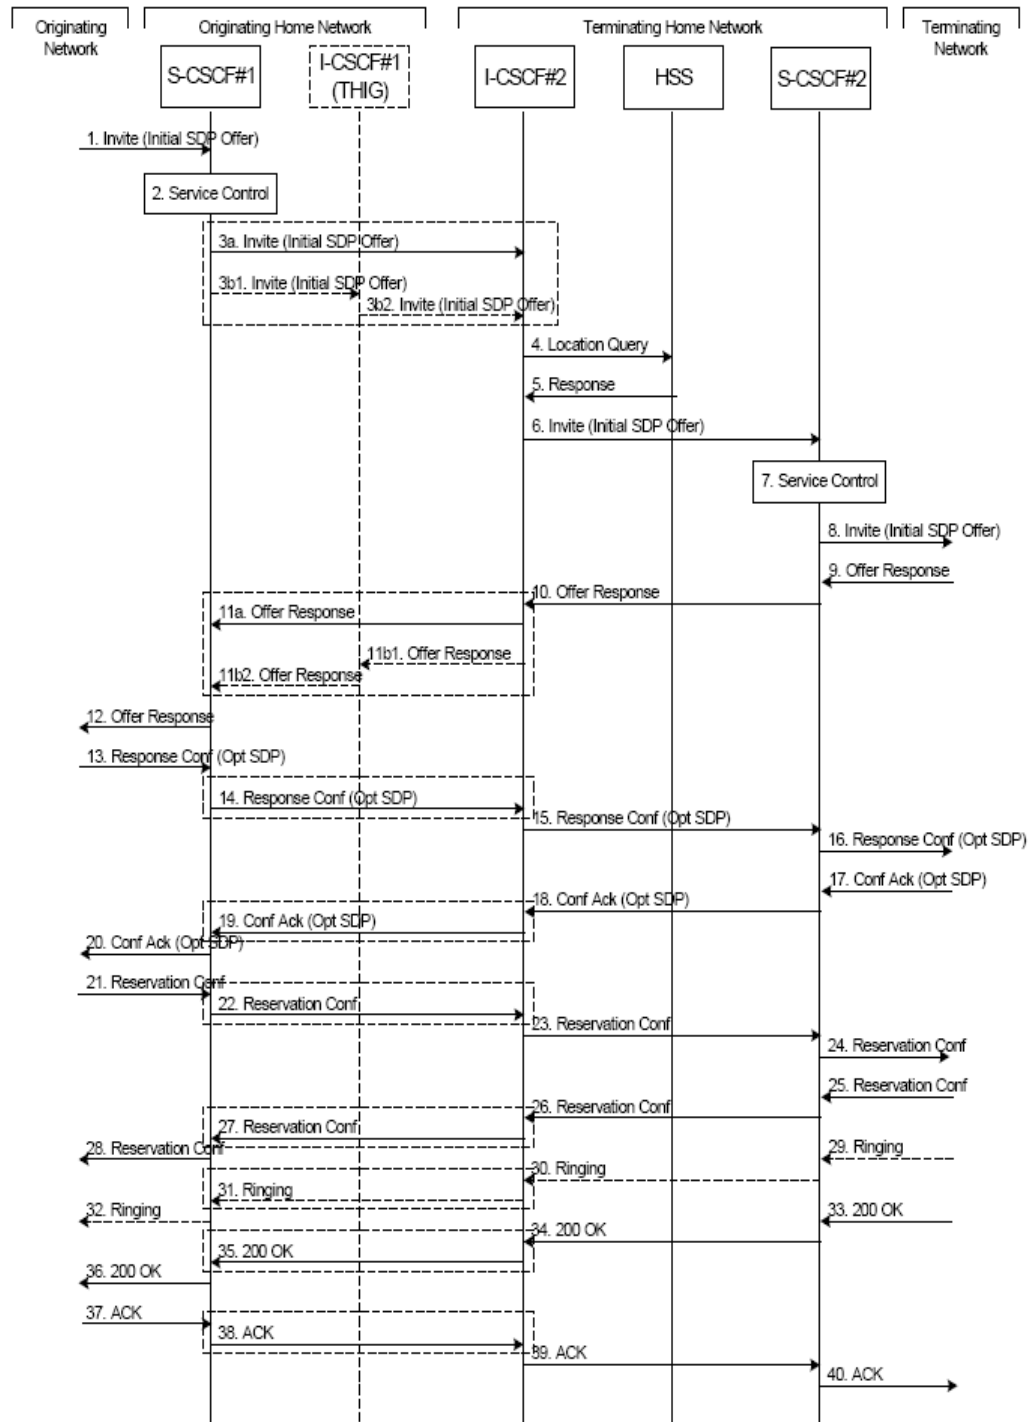 Originating
Network
Originating Home Network
Terminating Home Network
Terminating
Network
S-CSCF#1
I-CSCF#1
(THIG)
I-CSCF#2
HSS
S-CSCF#2
1. Invite (Initial SDP Offer)
2. Service Control
3a. Invite (Initial SDP Offer)
3b1. Invite (Initial SDP Offer)
3b2. Invite (Initial SDP Offer)
4. Location Query
5. Response
6. Invite (Initial SDP Offer)
7. Service Control
8. Invite (Initial SDP Offer)
9. Offer Response
10. Offer Response
11a. Offer Response
11b1. Offer Response
11b2. Offer Response
12. Offer Response
13. Response Conf (Opt SDP)
14. Response Conf (Opt SDP)
15. Response Conf (Opt SDP)
16. Response Conf (Opt SDP)
17. Conf Ack (Opt SDP)
18. Conf Ack (Opt SDP)
19. Conf Ack (Opt SDP)
20. Conf Ack (Opt SDP)
21. Reservation Conf
22. Reservation Conf
23. Reservation Conf
24. Reservation Conf
25. Reservation Conf
26. Reservation Conf
27. Reservation Conf
28. Reservation Conf
29. Ringing
30. Ringing
31. Ringing
32. Ringing
33. 200 OK
34. 200 OK
35. 200 OK
36. 200 OK
37. ACK
38. ACK
39. ACK
40. ACK